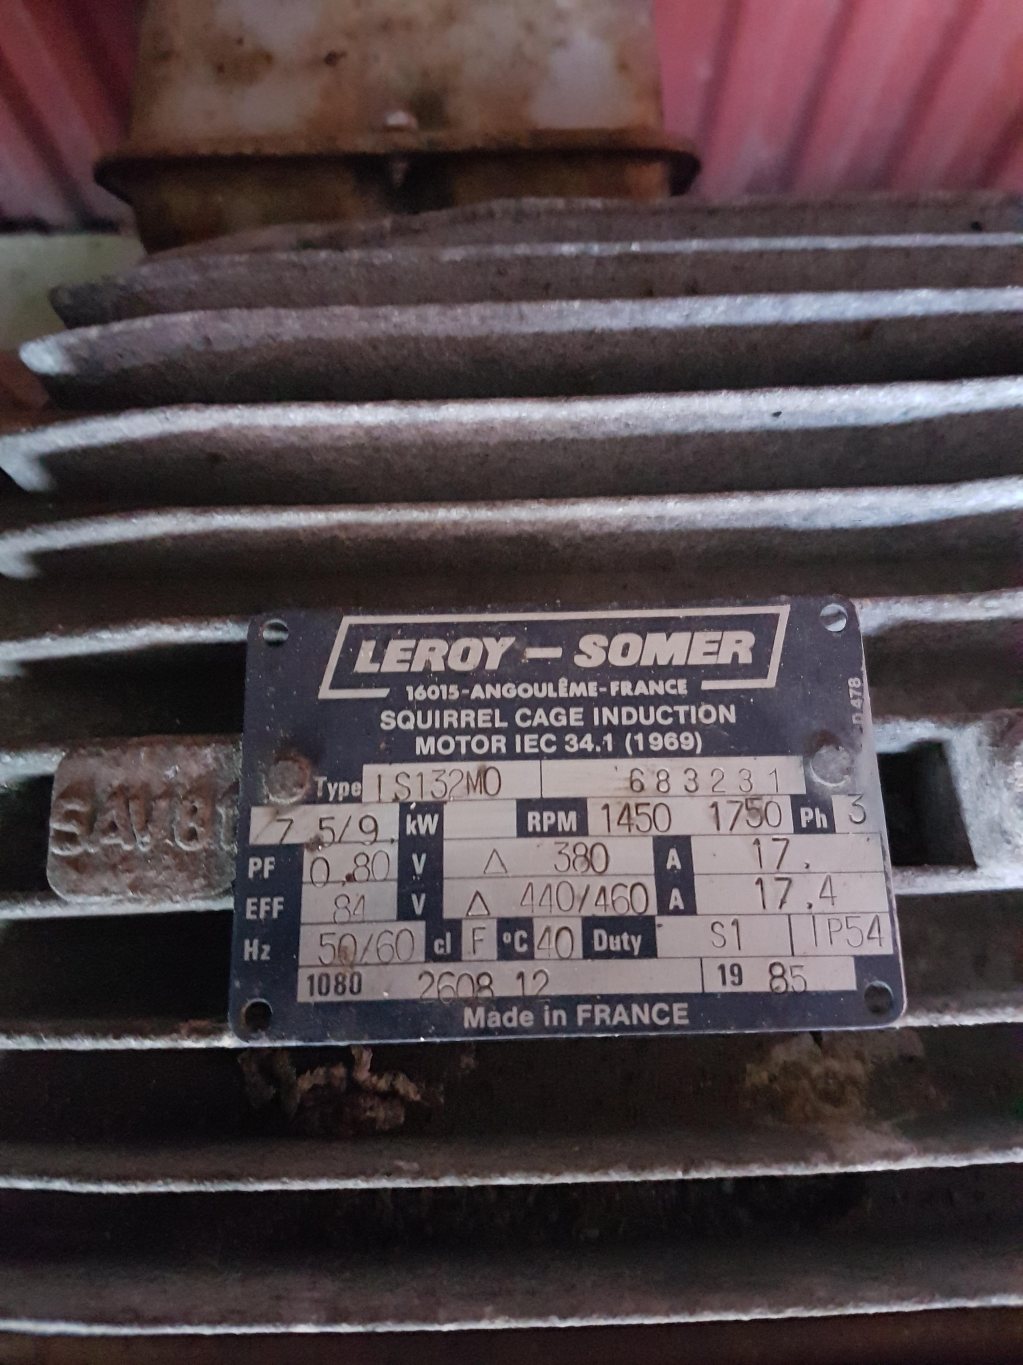 LEROY-SOMER
16015-ANGOULÊME-FRANCE
SQUIRREL CAGE INDUCTION
MOTOR IEC 34.1 (1969)
Type LS132M0 683231
7.5/9. kW RPM 1450 1750 Ph 3
PF 0.80 V △ 380 A 17.
EFF 84 V △ 440/460 A 17.4
Hz 50/60 cl F °C 40 Duty S1 IP54
1080 2608 12 19 85
Made in FRANCE
478